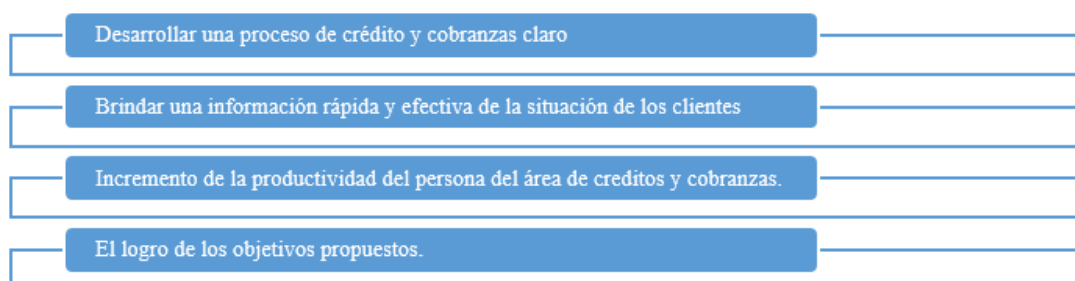 Desarrollar una proceso de crédito y cobranzas claro
Brindar una información rápida y efectiva de la situación de los clientes
Incremento de la productividad del persona del área de creditos y cobranzas.
El logro de los objetivos propuestos.